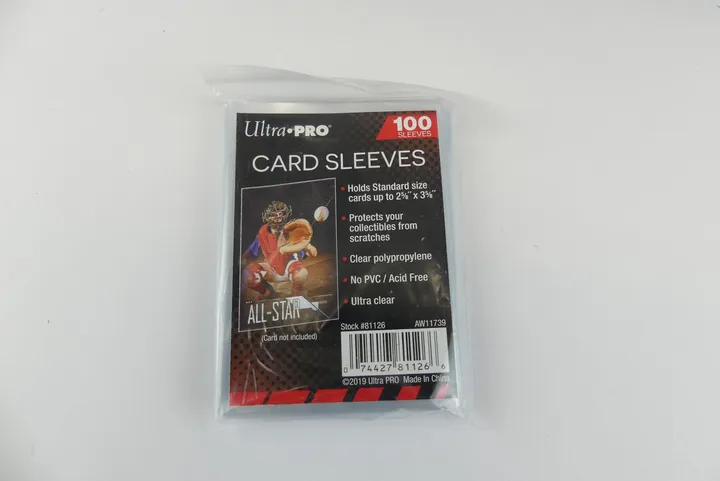 Ultra•PRO®
100
SLEEVES
CARD SLEEVES
• Holds Standard size
cards up to 2⅝" x 3⅝"
• Protects your
collectibles from
scratches
• Clear polypropylene
• No PVC / Acid Free
• Ultra clear
ALL-STAR
(Card not included)
Stock #81126 AW11739
0 74427 81126 6
©2019 Ultra PRO Made In China